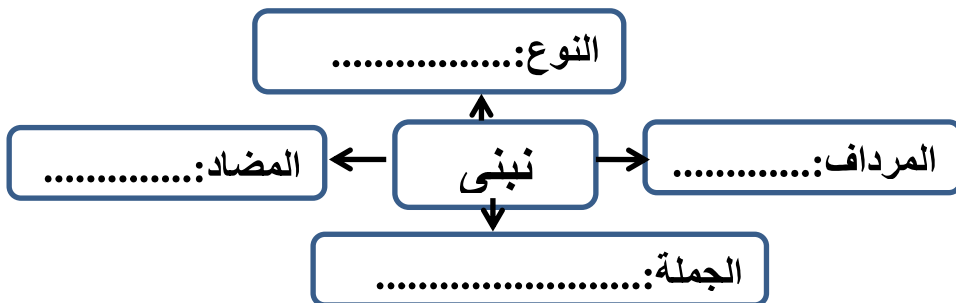 النوع:.................
المرداف:.............
نبنى
المضاد:..............
الجملة:..........................